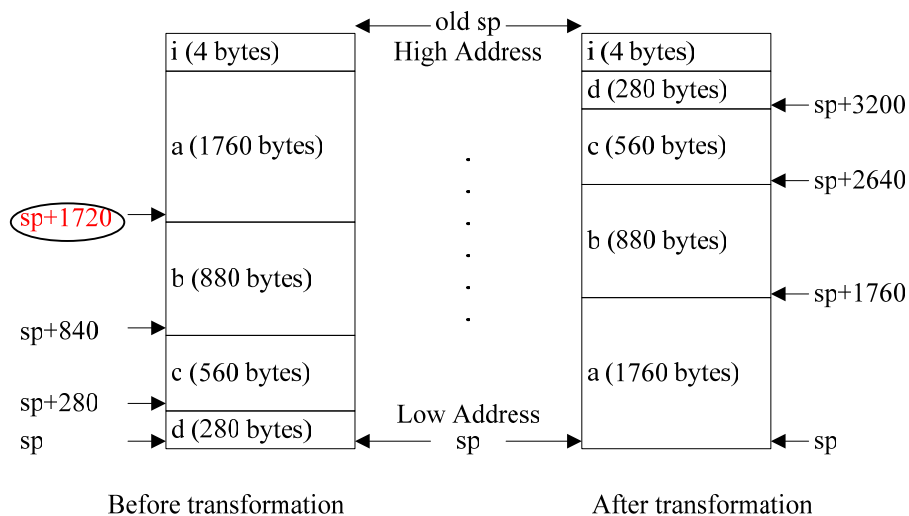 old sp
High Address
i (4 bytes)
a (1760 bytes)
sp+1720
b (880 bytes)
sp+840
c (560 bytes)
sp+280
d (280 bytes)
sp
Low Address
sp
i (4 bytes)
d (280 bytes)
sp+3200
c (560 bytes)
sp+2640
b (880 bytes)
sp+1760
a (1760 bytes)
sp
Before transformation
After transformation